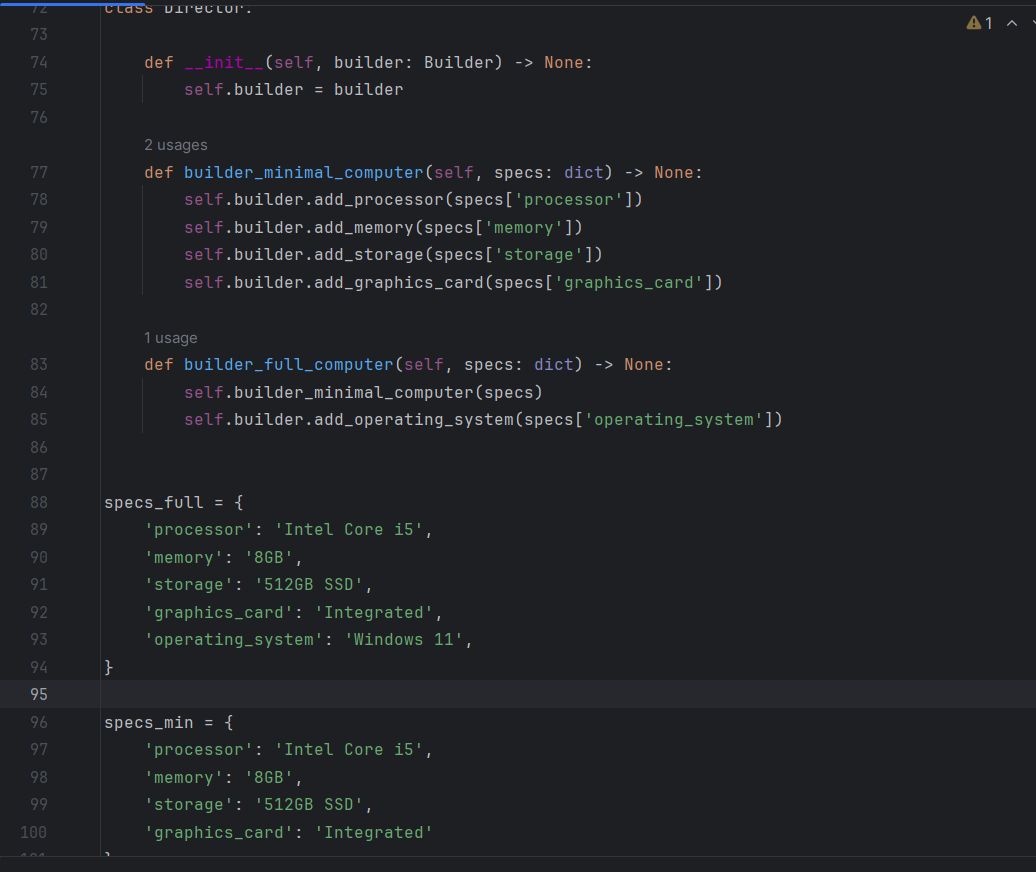 72 class Director:
73
⚠ 1
74     def __init__(self, builder: Builder) -> None:
75         self.builder = builder
76
2 usages
77     def builder_minimal_computer(self, specs: dict) -> None:
78         self.builder.add_processor(specs['processor'])
79         self.builder.add_memory(specs['memory'])
80         self.builder.add_storage(specs['storage'])
81         self.builder.add_graphics_card(specs['graphics_card'])
82
1 usage
83     def builder_full_computer(self, specs: dict) -> None:
84         self.builder_minimal_computer(specs)
85         self.builder.add_operating_system(specs['operating_system'])
86
87
88 specs_full = {
89     'processor': 'Intel Core i5',
90     'memory': '8GB',
91     'storage': '512GB SSD',
92     'graphics_card': 'Integrated',
93     'operating_system': 'Windows 11',
94 }
95
96 specs_min = {
97     'processor': 'Intel Core i5',
98     'memory': '8GB',
99     'storage': '512GB SSD',
100     'graphics_card': 'Integrated'
101 }